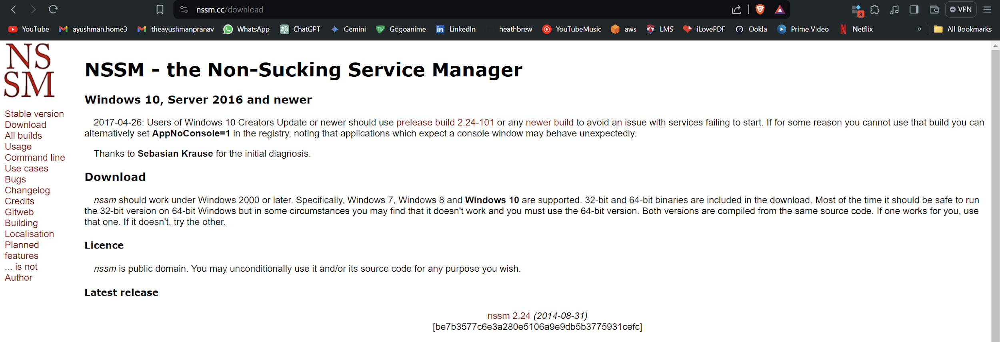 nssm.cc/download
8
VPN
YouTube
ayushman.home3
theayushmanpranav
WhatsApp
ChatGPT
Gemini
Gogoanime
LinkedIn
heathbrew
YouTubeMusic
aws
LMS
iLovePDF
Ookla
Prime Video
Netflix
»
All Bookmarks
NS
SM
Stable version
Download
All builds
Usage
Command line
Use cases
Bugs
Changelog
Credits
Gitweb
Building
Localisation
Planned
features
... is not
Author
NSSM - the Non-Sucking Service Manager
Windows 10, Server 2016 and newer
2017-04-26: Users of Windows 10 Creators Update or newer should use prelease build 2.24-101 or any newer build to avoid an issue with services failing to start. If for some reason you cannot use that build you can
alternatively set AppNoConsole=1 in the registry, noting that applications which expect a console window may behave unexpectedly.
Thanks to Sebasian Krause for the initial diagnosis.
Download
nssm should work under Windows 2000 or later. Specifically, Windows 7, Windows 8 and Windows 10 are supported. 32-bit and 64-bit binaries are included in the download. Most of the time it should be safe to run
the 32-bit version on 64-bit Windows but in some circumstances you may find that it doesn't work and you must use the 64-bit version. Both versions are compiled from the same source code. If one works for you, use
that one. If it doesn't, try the other.
Licence
nssm is public domain. You may unconditionally use it and/or its source code for any purpose you wish.
Latest release
nssm 2.24 (2014-08-31)
[be7b3577c6e3a280e5106a9e9db5b3775931cefc]